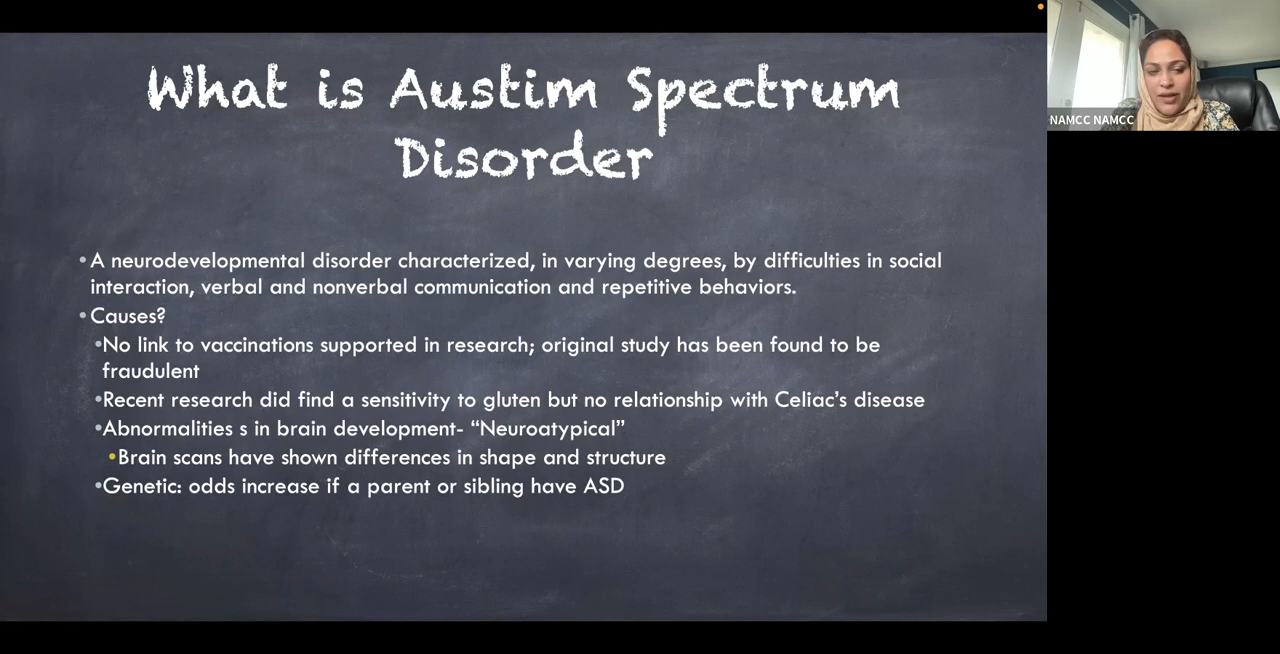 What is Austim Spectrum
Disorder
•A neurodevelopmental disorder characterized, in varying degrees, by difficulties in social
interaction, verbal and nonverbal communication and repetitive behaviors.
•Causes?
•No link to vaccinations supported in research; original study has been found to be
fraudulent
•Recent research did find a sensitivity to gluten but no relationship with Celiac’s disease
•Abnormalities s in brain development- “Neuroatypical”
•Brain scans have shown differences in shape and structure
•Genetic: odds increase if a parent or sibling have ASD
NAMCC NAMCC